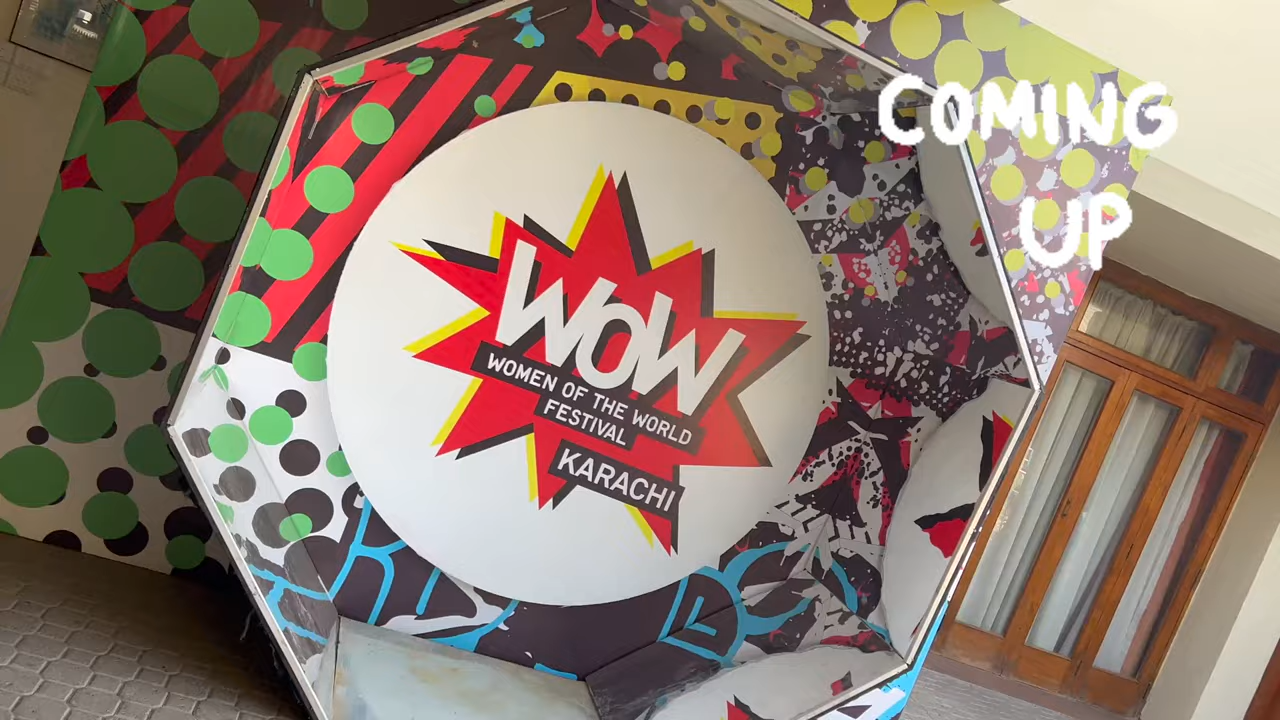 COMING
UP
WOW
WOMEN OF THE WORLD
FESTIVAL
KARACHI